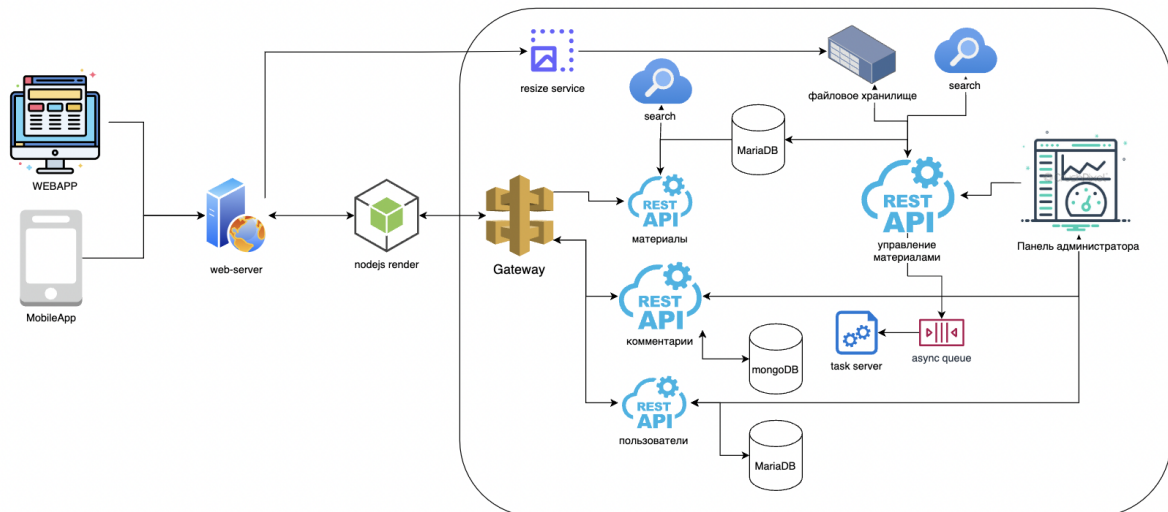 WEBAPP
MobileApp
web-server
nodejs render
resize service
search
MariaDB
файловое хранилище
search
Gateway
REST
API
материалы
REST
API
управление
материалами
Панель администратора
REST
API
комментарии
mongoDB
task server
async queue
REST
API
пользователи
MariaDB